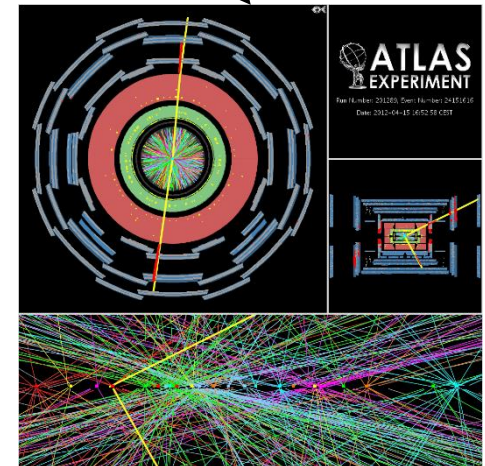 ATLAS
EXPERIMENT
Run Number: 201289, Event Number: 24151616
Date: 2012-04-15 16:52:58 CEST